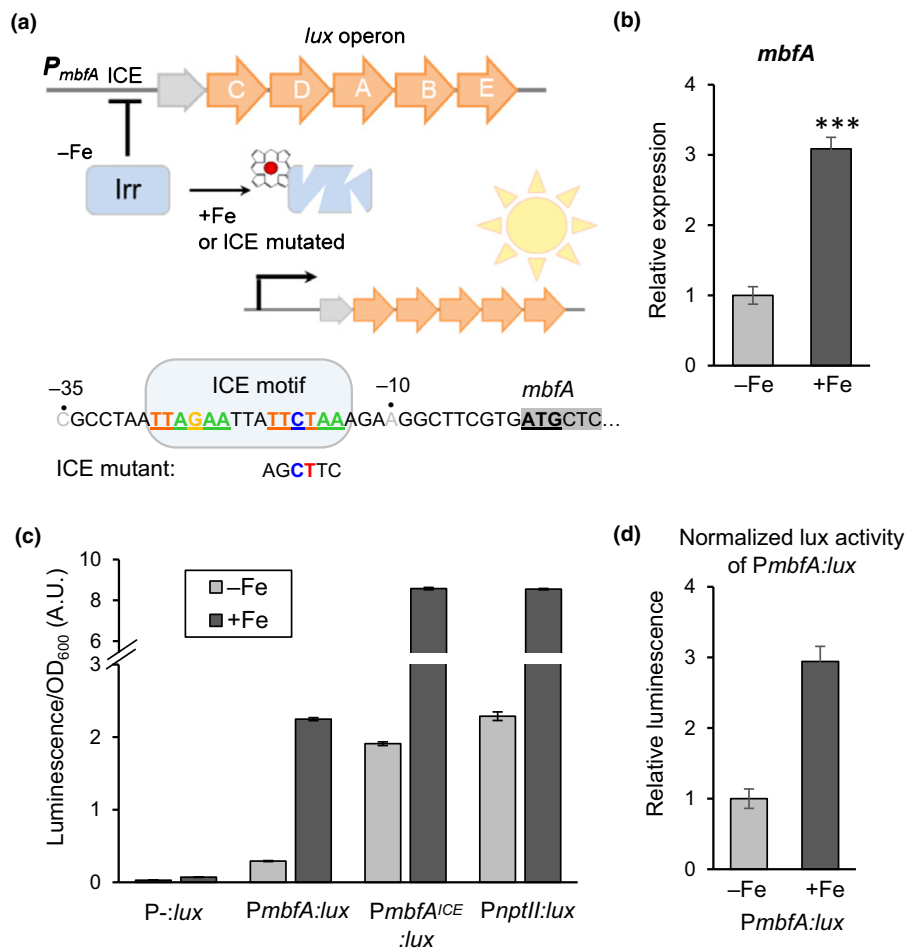 (a)
lux operon
PmbfA ICE
C D A B E
–Fe
Irr
+Fe
or ICE mutated
–35 ICE motif –10 mbfA
CGCCTAATTAGAATTATTCTAAAGAAGGCTTCGTGATGCTC...
ICE mutant: AGCTTC
(b)
mbfA
***
Relative expression
4
3
2
1
0
–Fe +Fe
(c)
–Fe
+Fe
Luminescence/OD600 (A.U.)
10
8
6
3
2
1
0
P-:lux PmbfA:lux PmbfAICE PnptII:lux
:lux
(d)
Normalized lux activity
of PmbfA:lux
Relative luminescence
4
3
2
1
0
–Fe +Fe
PmbfA:lux